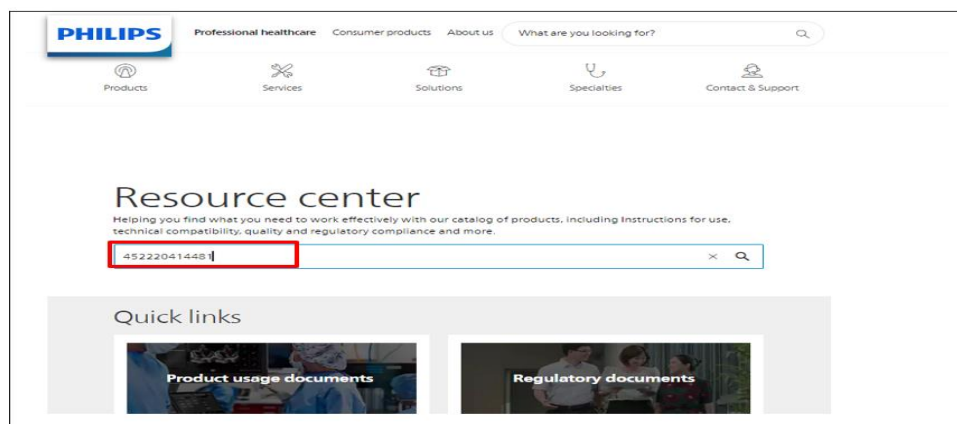 PHILIPS
Professional healthcare Consumer products About us What are you looking for?
Products Services Solutions Specialties Contact & Support
Resource center
Helping you find what you need to work effectively with our catalog of products, including Instructions for use,
technical compatibility, quality and regulatory compliance and more.
452220414481
Quick links
Product usage documents Regulatory documents